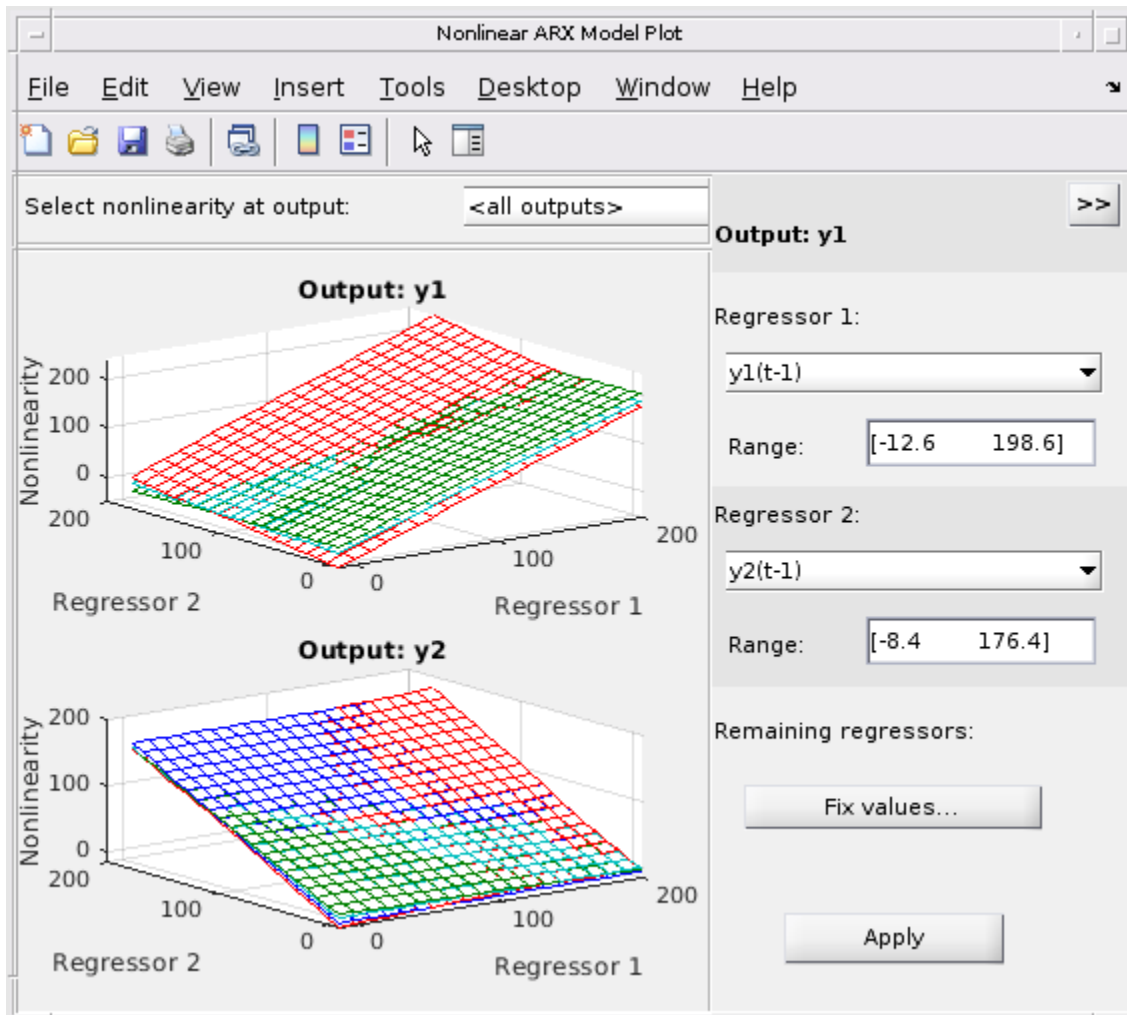 Nonlinear ARX Model Plot
File Edit View Insert Tools Desktop Window Help
Select nonlinearity at output:
<all outputs>
>>
Output: y1
Output: y1
Nonlinearity
200
100
0
200
100
0
0
100
200
Regressor 2
Regressor 1
Output: y2
Nonlinearity
200
100
0
200
100
0
0
100
200
Regressor 2
Regressor 1
Regressor 1:
y1(t-1)
Range:
[-12.6 198.6]
Regressor 2:
y2(t-1)
Range:
[-8.4 176.4]
Remaining regressors:
Fix values...
Apply